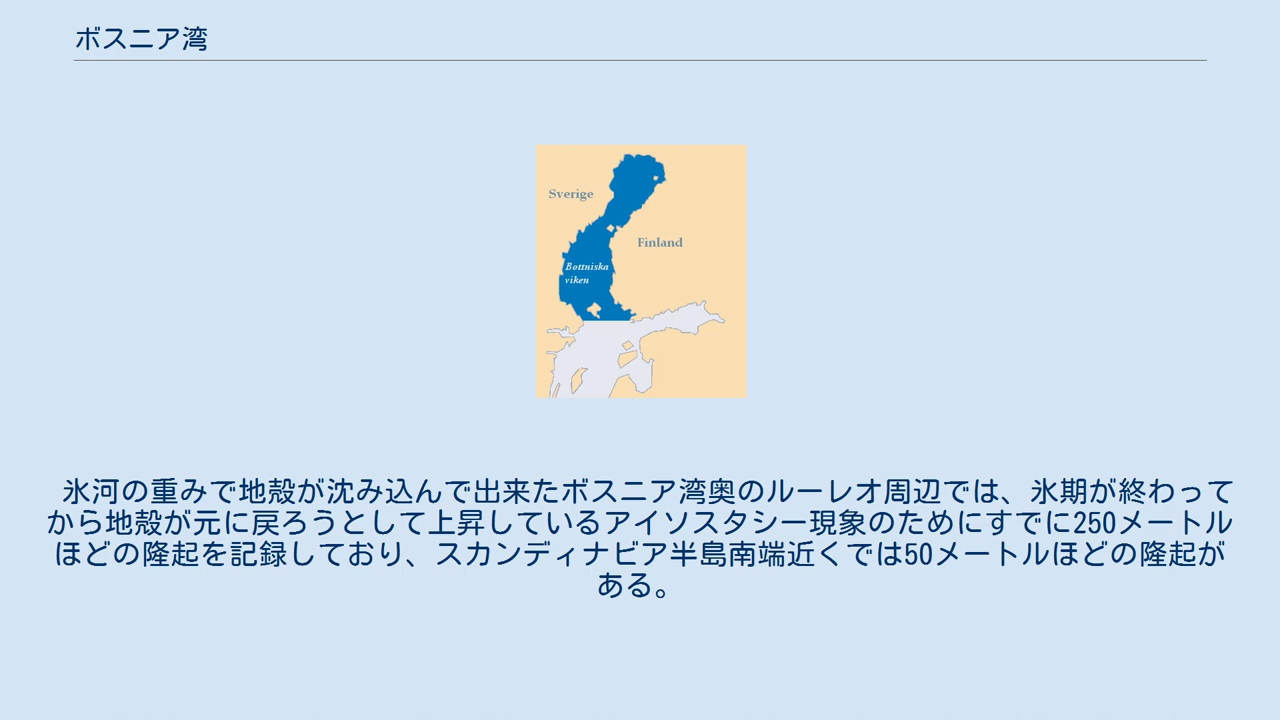 ボスニア湾
Sverige
Finland
Bottniska
viken
氷河の重みで地殻が沈み込んで出来たボスニア湾奥のルーレオ周辺では、氷期が終わって
から地殻が元に戻ろうとして上昇しているアイソスタシー現象のためにすでに250メートル
ほどの隆起を記録しており、スカンディナビア半島南端近くでは50メートルほどの隆起が
ある。